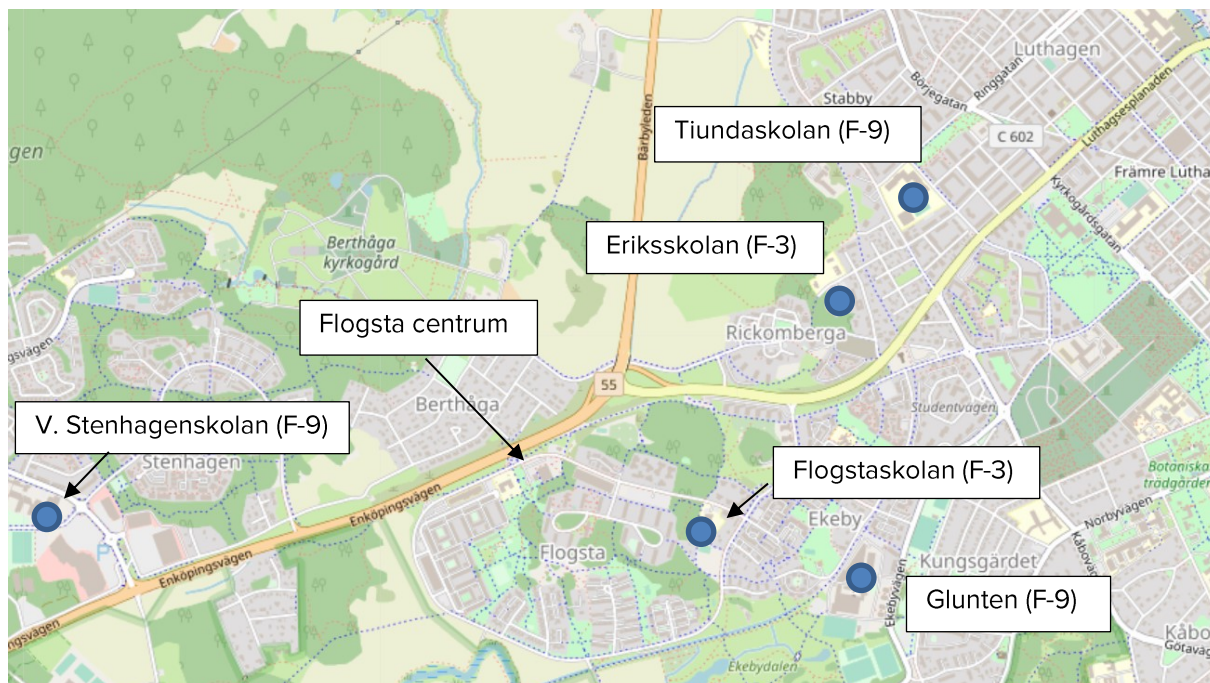 Luthagen
Ringgatan
Börjegatan
Stabby
Luthagsesplanaden
Bärbyleden
Tiundaskolan (F-9)
C 602
gen
Främre Lutha
Kyrkogårdsgatan
Berthåga
kyrkogård
Eriksskolan (F-3)
Flogsta centrum
Rickomberga
gsvägen
55
Berthåga
Studentvägen
V. Stenhagenskolan (F-9)
Stenhagen
Flogstaskolan (F-3)
Botaniska
trädgården
Enköpingsvägen
Norbyvägen
Ekeby
Flogsta
Kåboväg
Enköpingsvägen
Kungsgärdet
Ekebyvägen
Glunten (F-9)
ngsvägen
Kåbo
Götaväg
Ekebydalen